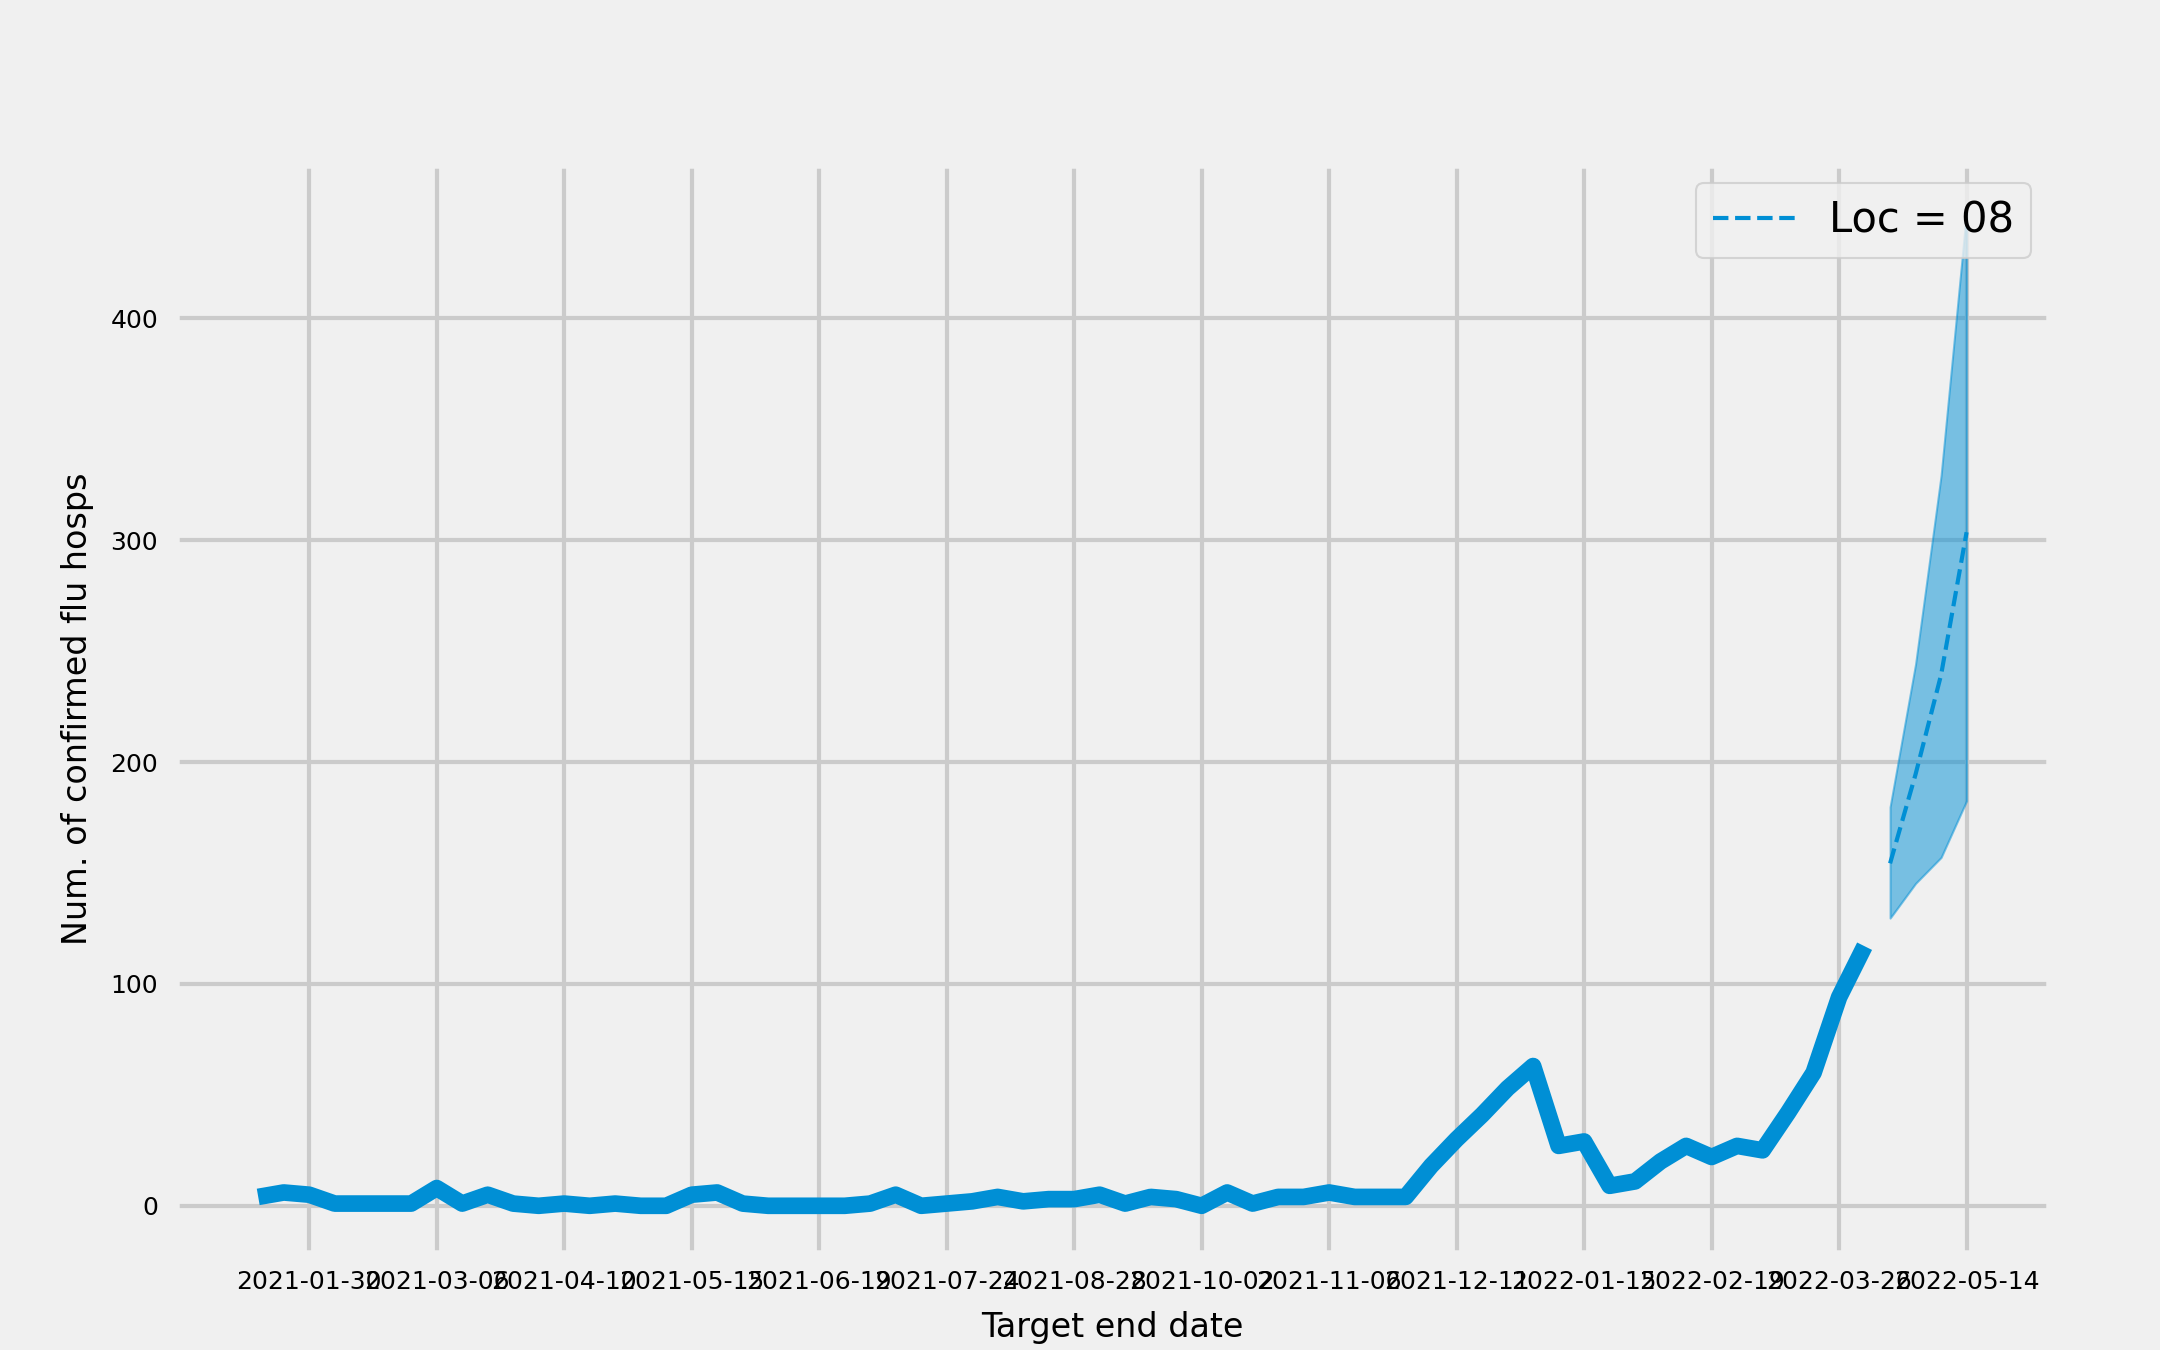 Loc = 08
Num. of confirmed flu hosps
400
300
200
100
0
2021-01-30 2021-03-06 2021-04-10 2021-05-15 2021-06-19 2021-07-24 2021-08-28 2021-10-02 2021-11-06 2021-12-11 2022-01-15 2022-02-19 2022-03-26 2022-05-14
Target end date